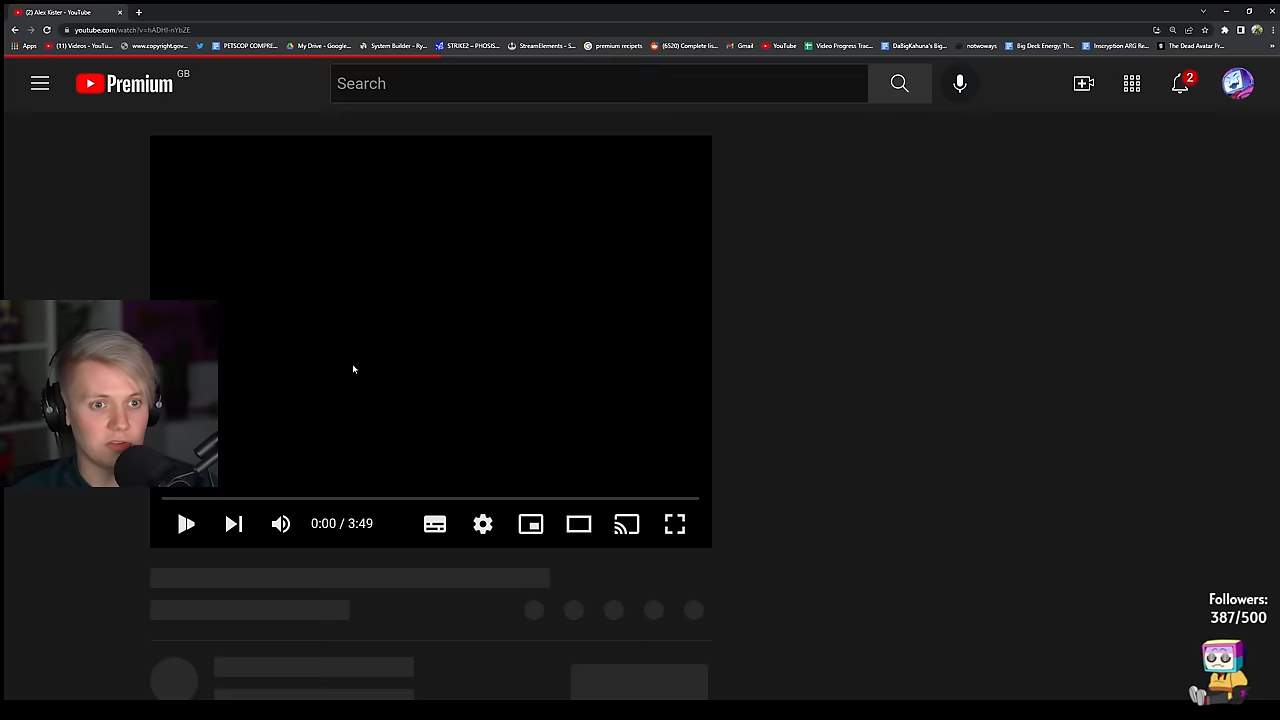 (2) Alex Kister - YouTube
youtube.com/watch?v=hADHl-nYbZE
Apps
(11) Videos - YouTu...
www.copyright.gov...
PETSCOP COMPRE...
My Drive - Google...
System Builder - Ry...
STRIKE2 – PHOSIS...
StreamElements - S...
premium recipets
(6520) Complete lis...
Gmail
YouTube
Video Progress Trac...
DaBigKahuna's Big...
notwoways
Big Deck Energy: Th...
Inscryption ARG Re...
The Dead Avatar Pr...
Premium GB
Search
2
0:00 / 3:49
Followers:
387/500